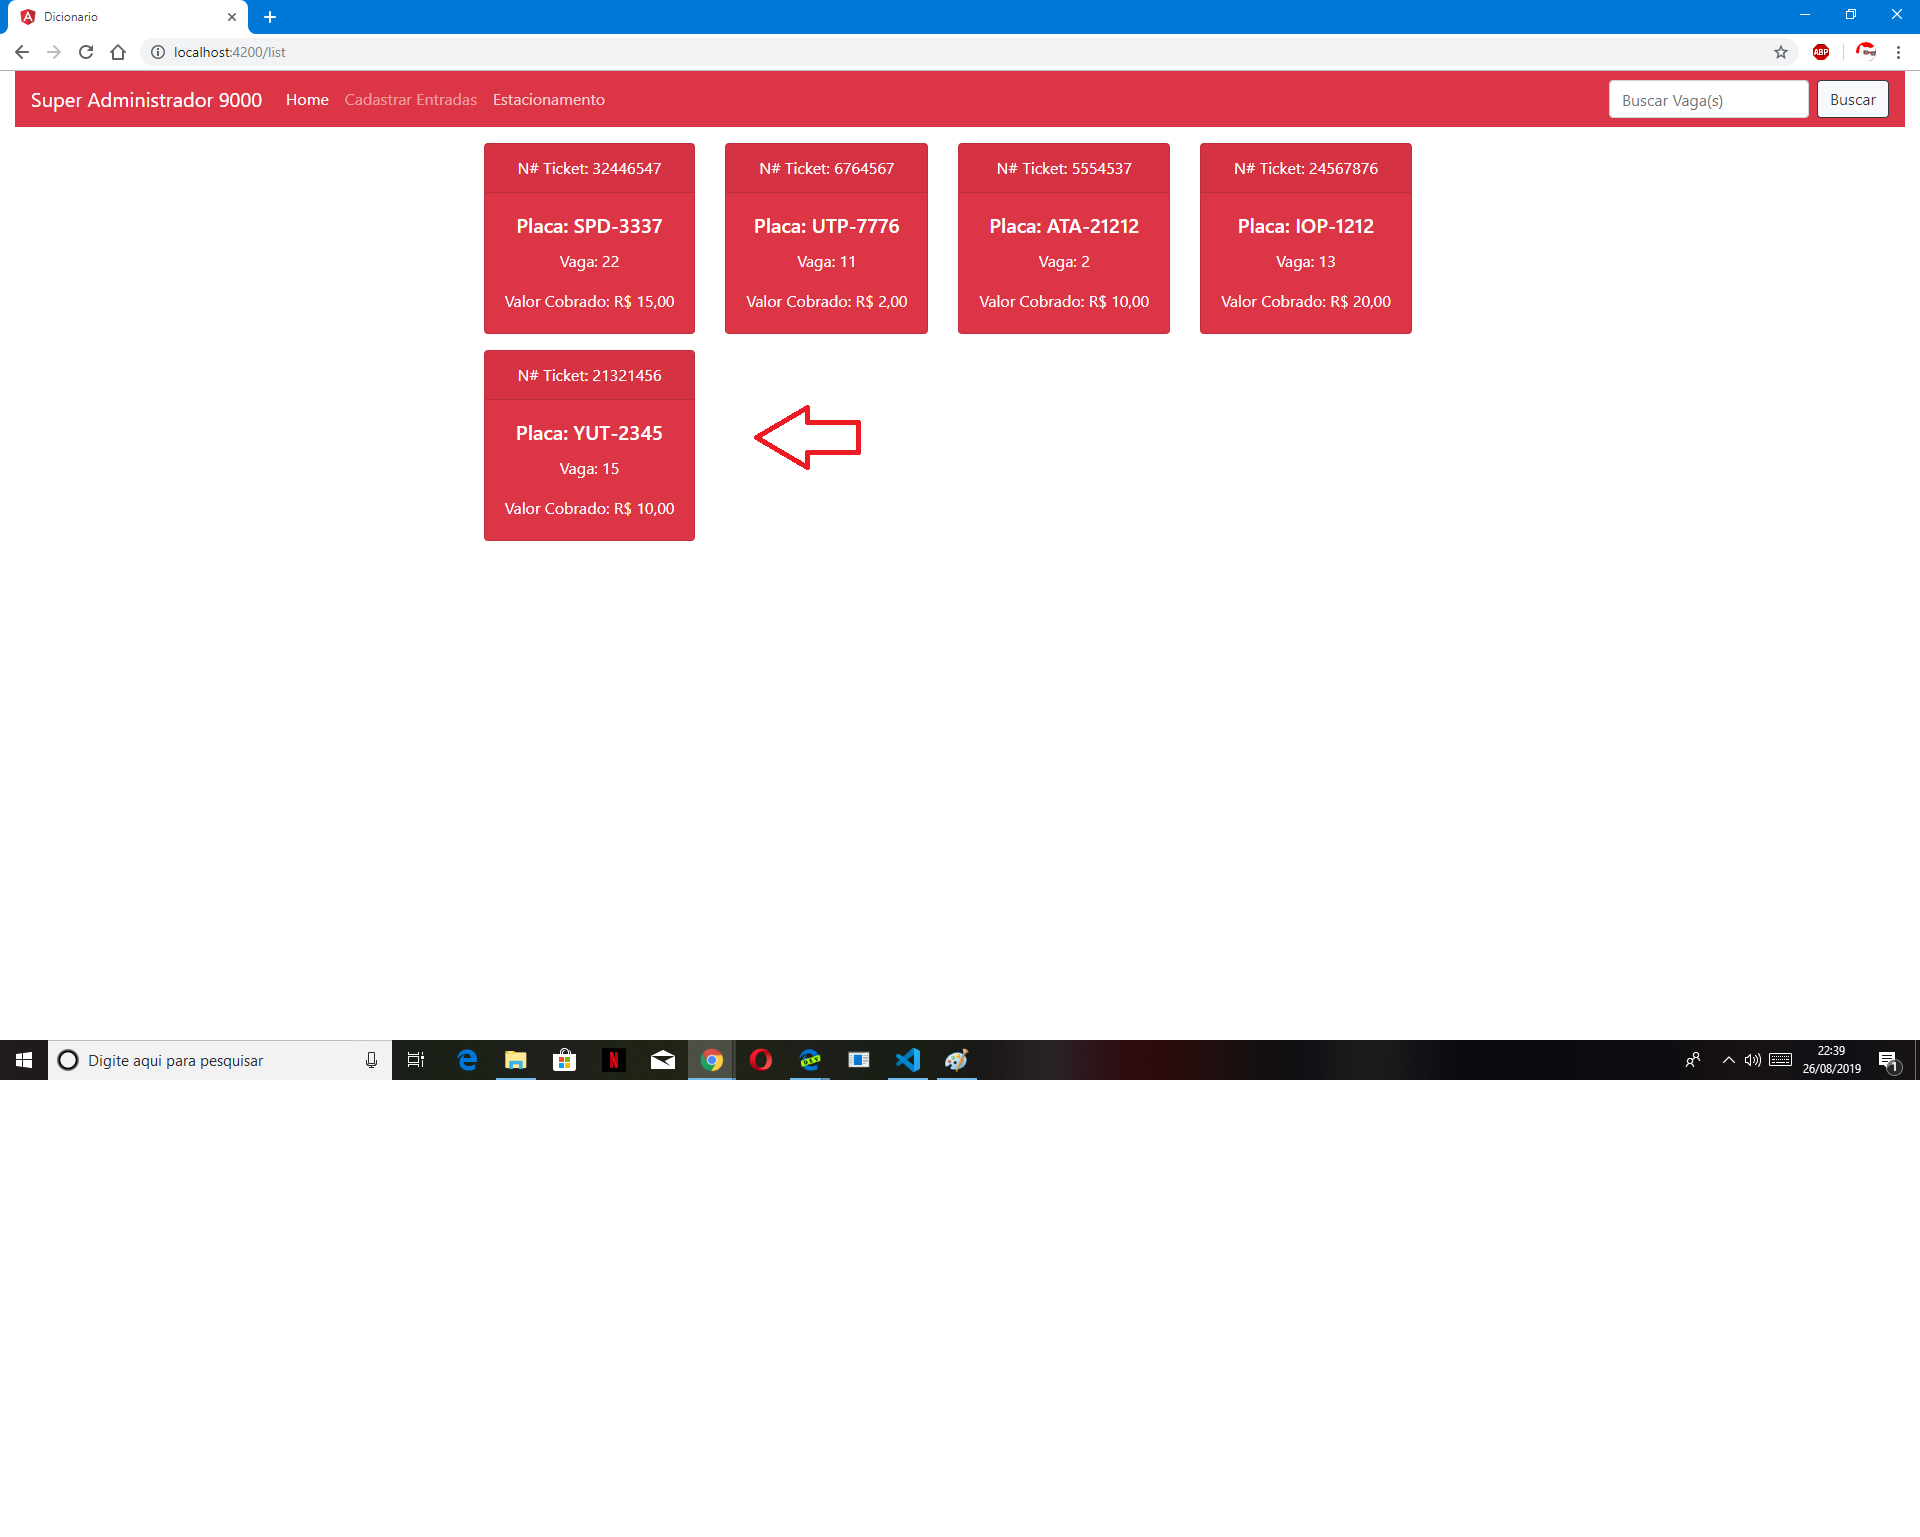 Dicionario
localhost:4200/list
ABP
Super Administrador 9000 Home Cadastrar Entradas Estacionamento Buscar Vaga(s) Buscar
N# Ticket: 32446547
Placa: SPD-3337
Vaga: 22
Valor Cobrado: R$ 15,00
N# Ticket: 6764567
Placa: UTP-7776
Vaga: 11
Valor Cobrado: R$ 2,00
N# Ticket: 5554537
Placa: ATA-21212
Vaga: 2
Valor Cobrado: R$ 10,00
N# Ticket: 24567876
Placa: IOP-1212
Vaga: 13
Valor Cobrado: R$ 20,00
N# Ticket: 21321456
Placa: YUT-2345
Vaga: 15
Valor Cobrado: R$ 10,00
Digite aqui para pesquisar
N
DEV
22:39
26/08/2019
1